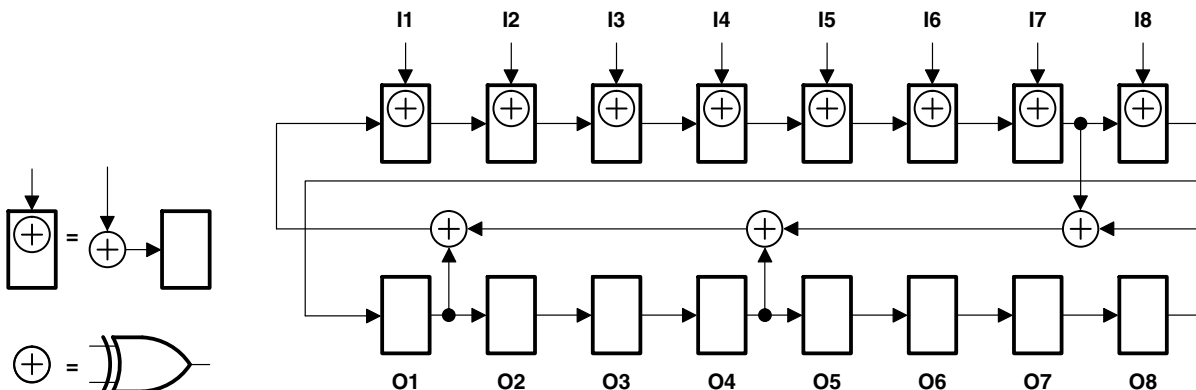 I1 I2 I3 I4 I5 I6 I7 I8
=
=
O1 O2 O3 O4 O5 O6 O7 O8